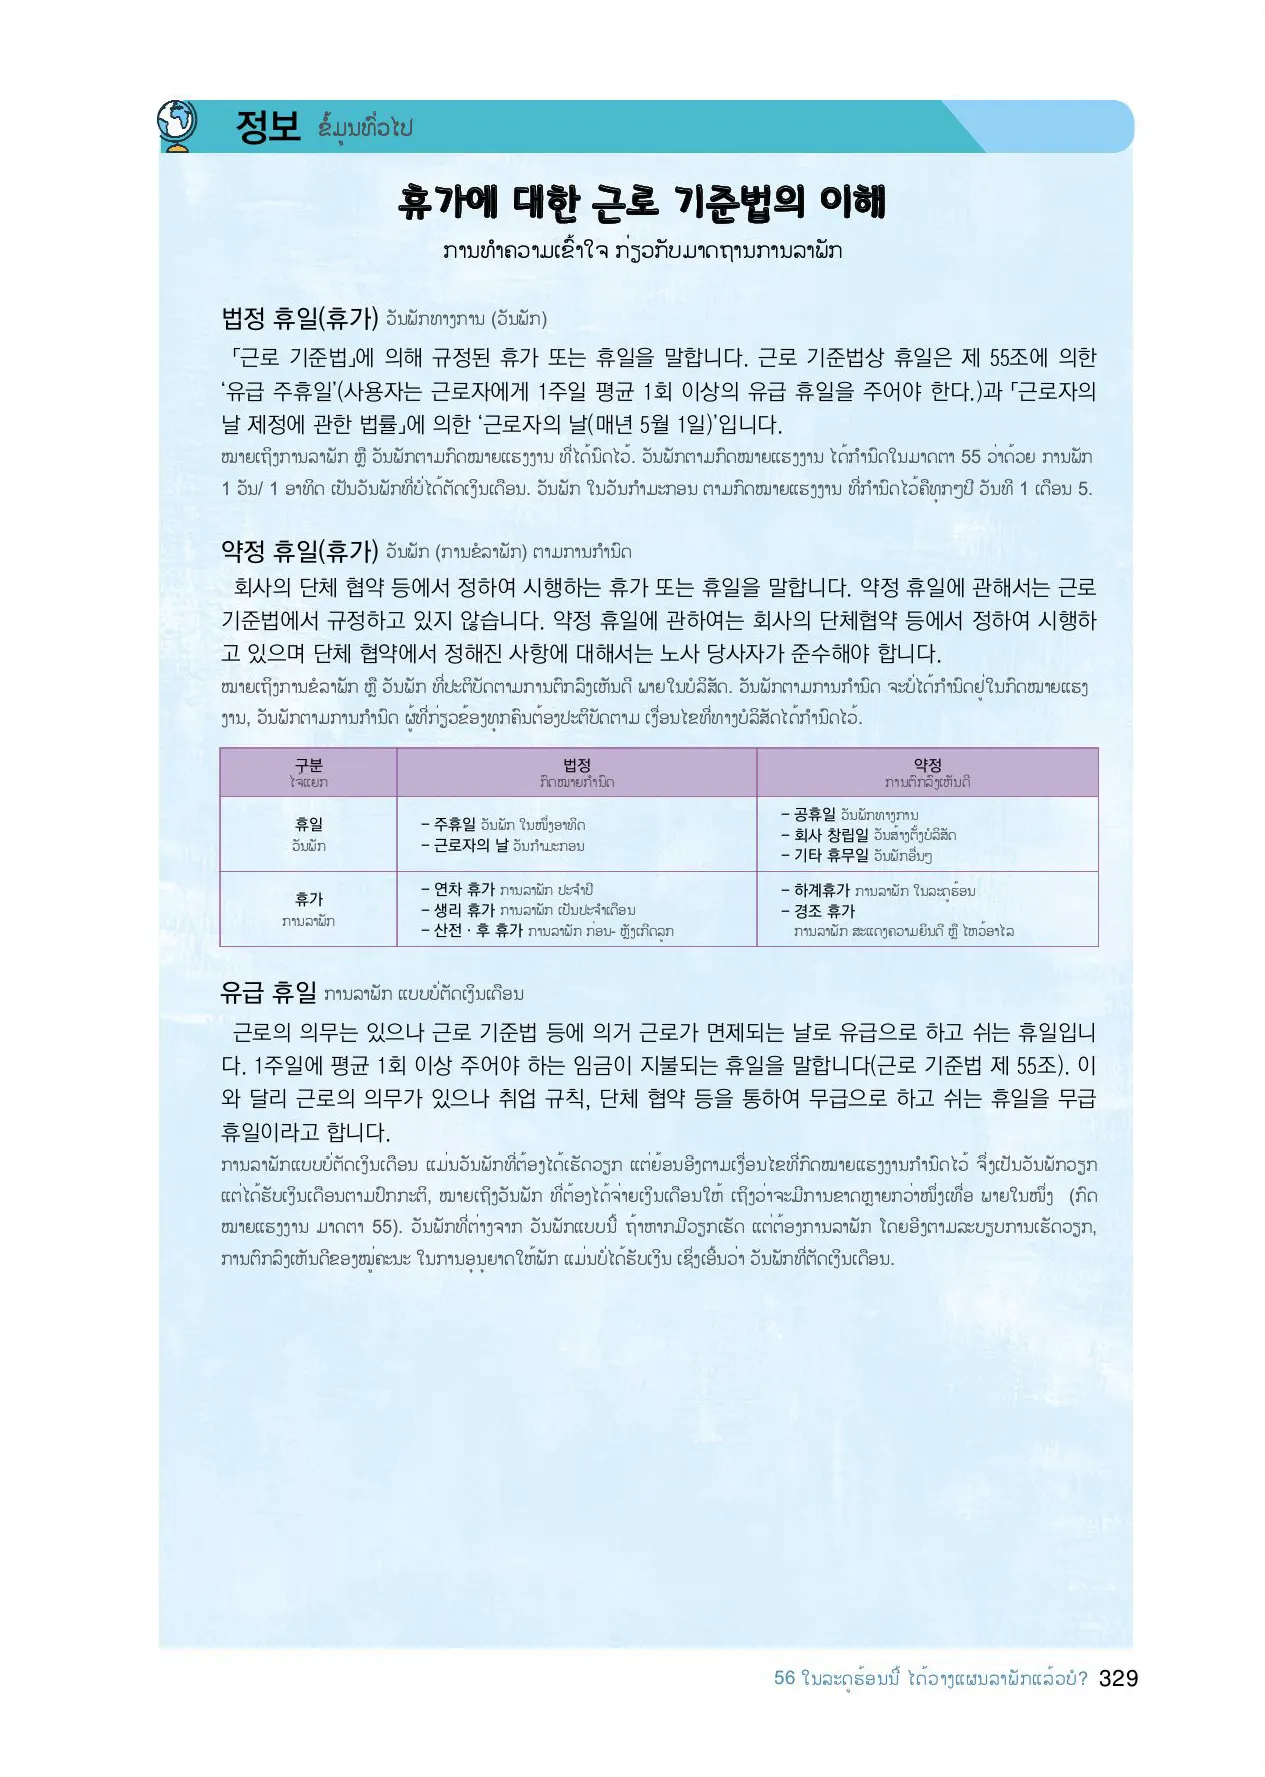 정보 ຂໍ້ມູນທົ່ວໄປ
휴가에 대한 근로 기준법의 이해
ການທຳຄວາມເຂົ້າໃຈ ກ່ຽວກັບມາດຖານການລາພັກ
법정 휴일(휴가) ວັນພັກທາງການ (ວັນພັກ)
「근로 기준법」에 의해 규정된 휴가 또는 휴일을 말합니다. 근로 기준법상 휴일은 제 55조에 의한
‘유급 주휴일’(사용자는 근로자에게 1주일 평균 1회 이상의 유급 휴일을 주어야 한다.)과 「근로자의
날 제정에 관한 법률」에 의한 ‘근로자의 날(매년 5월 1일)’입니다.
ໝາຍເຖິງການລາພັກ ຫຼື ວັນພັກຕາມກົດໝາຍແຮງງານ ທີ່ໄດ້ນົດໄວ້. ວັນພັກຕາມກົດໝາຍແຮງງານ ໄດ້ກຳນົດໃນມາດຕາ 55 ວ່າດ້ວຍ ການພັກ
1 ວັນ/ 1 ອາທິດ ເປັນວັນພັກທີ່ບໍ່ໄດ້ຕັດເງິນເດືອນ. ວັນພັກ ໃນວັນກຳມະກອນ ຕາມກົດໝາຍແຮງງານ ທີ່ກຳນົດໄວ້ຄືທຸກໆປີ ວັນທີ 1 ເດືອນ 5.
약정 휴일(휴가) ວັນພັກ (ການຂໍລາພັກ) ຕາມການກຳນົດ
회사의 단체 협약 등에서 정하여 시행하는 휴가 또는 휴일을 말합니다. 약정 휴일에 관해서는 근로
기준법에서 규정하고 있지 않습니다. 약정 휴일에 관하여는 회사의 단체협약 등에서 정하여 시행하
고 있으며 단체 협약에서 정해진 사항에 대해서는 노사 당사자가 준수해야 합니다.
ໝາຍເຖິງການຂໍລາພັກ ຫຼື ວັນພັກ ທີ່ປະຕິບັດຕາມການຕົກລົງເຫັນດີ ພາຍໃນບໍລິສັດ. ວັນພັກຕາມການກຳນົດ ຈະບໍ່ໄດ້ກຳນົດຢູ່ໃນກົດໝາຍແຮງ
ງານ, ວັນພັກຕາມການກຳນົດ ຜູ້ທີ່ກ່ຽວຂ້ອງທຸກຄົນຕ້ອງປະຕິບັດຕາມ ເງື່ອນໄຂທີ່ທາງບໍລິສັດໄດ້ກຳນົດໄວ້.
구분 법정 약정
ໄຈແຍກ ກົດໝາຍກຳນົດ ການຕົກລົງເຫັນດີ
휴일
ວັນພັກ
– 주휴일 ວັນພັກ ໃນໜຶ່ງອາທິດ
– 근로자의 날 ວັນກຳມະກອນ
– 공휴일 ວັນພັກທາງການ
– 회사 창립일 ວັນສ້າງຕັ້ງບໍລິສັດ
– 기타 휴무일 ວັນພັກອື່ນໆ
휴가
ການລາພັກ
– 연차 휴가 ການລາພັກ ປະຈຳປີ
– 생리 휴가 ການລາພັກ ເປັນປະຈຳເດືອນ
– 산전 · 후 휴가 ການລາພັກ ກ່ອນ- ຫຼັງເກີດລູກ
– 하계휴가 ການລາພັກ ໃນລະດູຮ້ອນ
– 경조 휴가
ການລາພັກ ສະແດງຄວາມຍິນດີ ຫຼື ໄຫວ້ອາໄລ
유급 휴일 ການລາພັກ ແບບບໍ່ຕັດເງິນເດືອນ
근로의 의무는 있으나 근로 기준법 등에 의거 근로가 면제되는 날로 유급으로 하고 쉬는 휴일입니
다. 1주일에 평균 1회 이상 주어야 하는 임금이 지불되는 휴일을 말합니다(근로 기준법 제 55조). 이
와 달리 근로의 의무가 있으나 취업 규칙, 단체 협약 등을 통하여 무급으로 하고 쉬는 휴일을 무급
휴일이라고 합니다.
ການລາພັກແບບບໍ່ຕັດເງິນເດືອນ ແມ່ນວັນພັກທີ່ຕ້ອງໄດ້ເຮັດວຽກ ແຕ່ຍ້ອນອີງຕາມເງື່ອນໄຂທີ່ກົດໝາຍແຮງງານກຳນົດໄວ້ ຈຶ່ງເປັນວັນພັກວຽກ
ແຕ່ໄດ້ຮັບເງິນເດືອນຕາມປົກກະຕິ, ໝາຍເຖິງວັນພັກ ທີ່ຕ້ອງໄດ້ຈ່າຍເງິນເດືອນໃຫ້ ເຖິງວ່າຈະມີການຂາດຫຼາຍກວ່າໜຶ່ງເທື່ອ ພາຍໃນໜຶ່ງ (ກົດ
ໝາຍແຮງງານ ມາດຕາ 55). ວັນພັກທີ່ຕ່າງຈາກ ວັນພັກແບບນີ້ ຖ້າຫາກມີວຽກເຮັດ ແຕ່ຕ້ອງການລາພັກ ໂດຍອີງຕາມລະບຽບການເຮັດວຽກ,
ການຕົກລົງເຫັນດີຂອງໝູ່ຄະນະ ໃນການອຸນຸຍາດໃຫ້ພັກ ແມ່ນບໍ່ໄດ້ຮັບເງິນ ເຊິ່ງເອີ້ນວ່າ ວັນພັກທີ່ຕັດເງິນເດືອນ.
56 ໃນລະດູຮ້ອນນີ້ ໄດ້ວາງແຜນລາພັກແລ້ວບໍ? 329